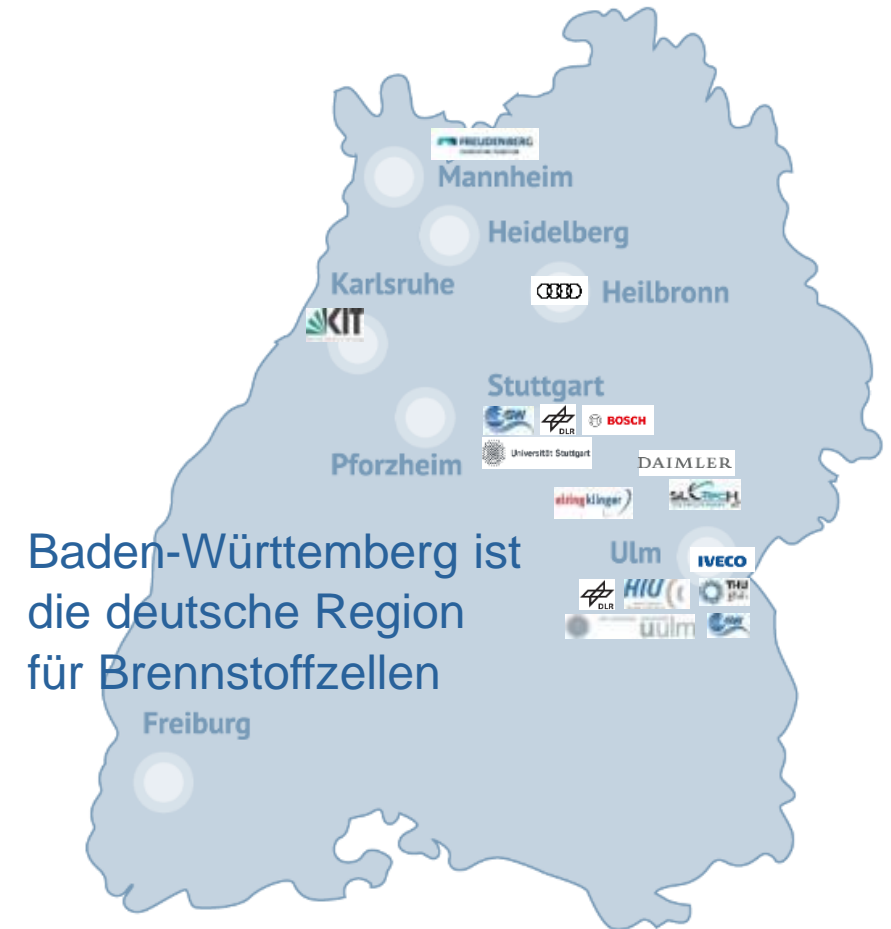 FREUDENBERG
Mannheim
Heidelberg
Karlsruhe
Heilbronn
KIT
Stuttgart
DLR
BOSCH
Universität Stuttgart
Pforzheim
DAIMLER
elringklinger
Baden-Württemberg ist
die deutsche Region
für Brennstoffzellen
Ulm
IVECO
DLR
HIU
THU
uulm
Freiburg